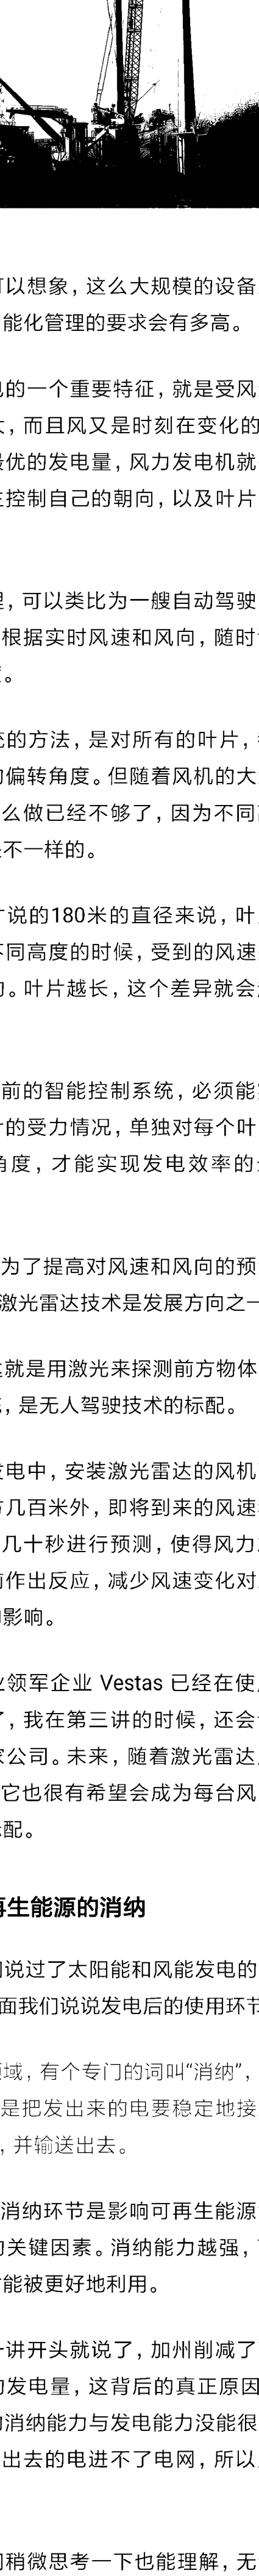 可以想象，这么大规模的设备
能化管理的要求会有多高。
的一个重要特征，就是受风
，而且风又是时刻在变化的
最优的发电量，风力发电机就
控制自己的朝向，以及叶片
，可以类比为一艘自动驾驶
根据实时风速和风向，随时
。
的方法，是对所有的叶片，
偏转角度。但随着风机的大
么做已经不够了，因为不同
不一样的。
说的180米的直径来说，叶
不同高度的时候，受到的风速
。叶片越长，这个差异就会
前的智能控制系统，必须能
的受力情况，单独对每个叶
角度，才能实现发电效率的
为了提高对风速和风向的预
激光雷达技术是发展方向之一
就是用激光来探测前方物体
，是无人驾驶技术的标配。
发电中，安装激光雷达的风机
几百米外，即将到来的风速
几十秒进行预测，使得风力
前作出反应，减少风速变化对
影响。
业领军企业 Vestas 已经在使
，我在第三讲的时候，还会
家公司。未来，随着激光雷达
它也很有希望会成为每台风
标配。
再生能源的消纳
们说过了太阳能和风能发电的
面我们说说发电后的使用环节
领域，有个专门的词叫“消纳”，
是把发出来的电要稳定地接
，并输送出去。
消纳环节是影响可再生能源
的关键因素。消纳能力越强，
能被更好地利用。
讲开头就说了，加州削减了
的发电量，这背后的真正原因
的消纳能力与发电能力没能很
出去的电进不了电网，所以
们稍微思考一下也能理解，无